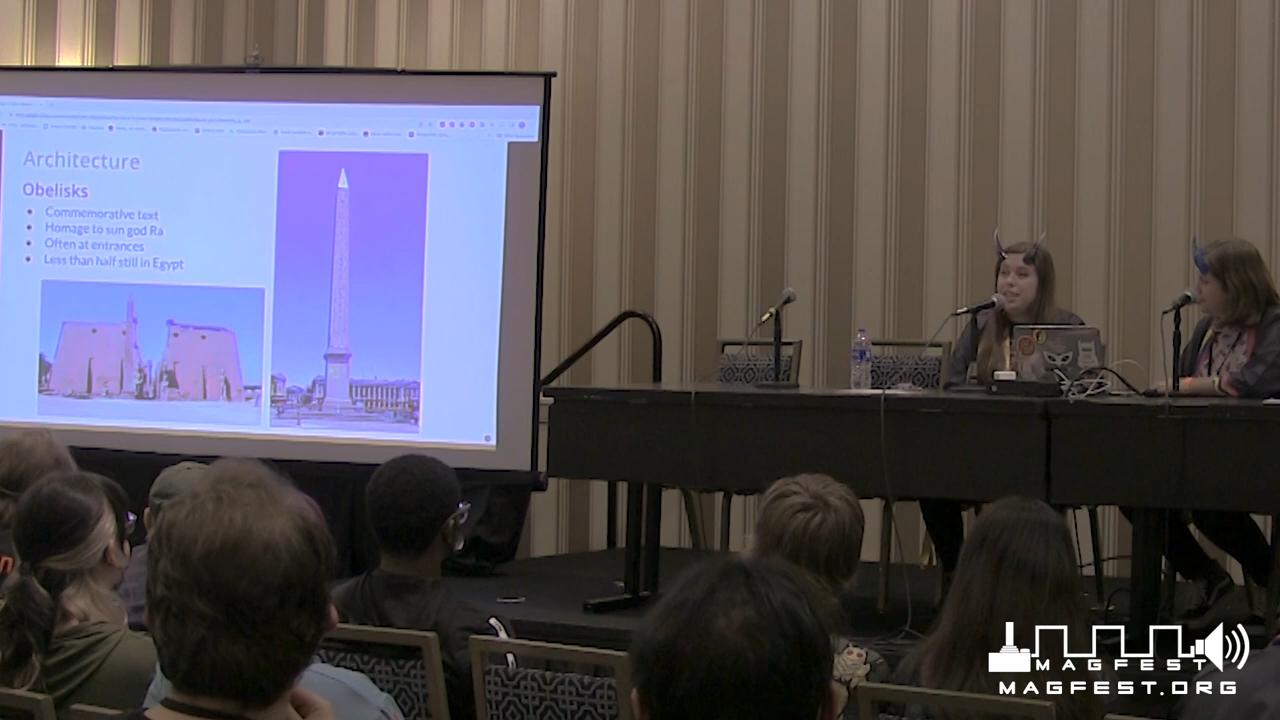 Architecture
Obelisks
Commemorative text
Homage to sun god Ra
Often at entrances
Less than half still in Egypt
MAGFEST
MAGFEST.ORG